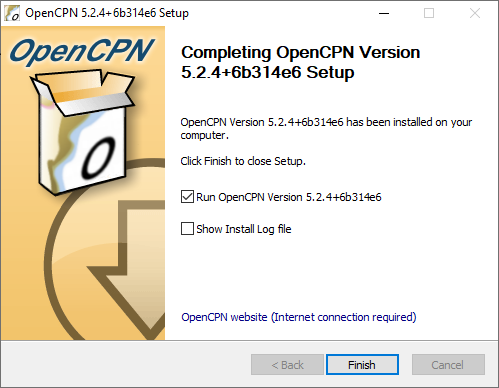 OpenCPN 5.2.4+6b314e6 Setup
OpenCPN
Completing OpenCPN Version
5.2.4+6b314e6 Setup
OpenCPN Version 5.2.4+6b314e6 has been installed on your
computer.
Click Finish to close Setup.
Run OpenCPN Version 5.2.4+6b314e6
Show Install Log file
OpenCPN website (Internet connection required)
< Back
Finish
Cancel